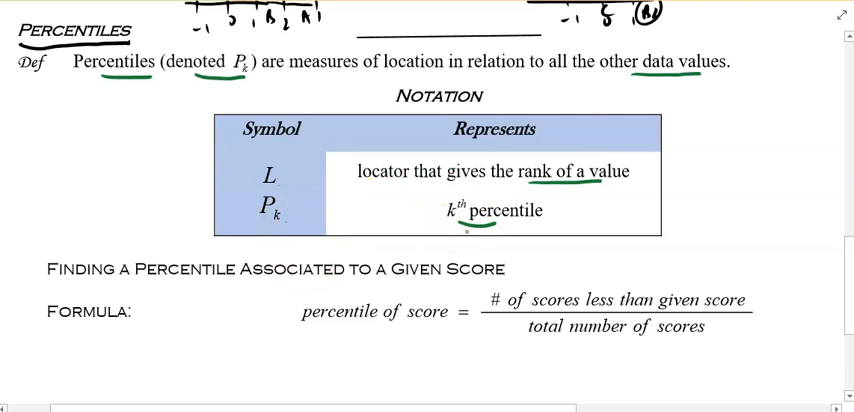 PERCENTILES
Def Percentiles (denoted Pₖ) are measures of location in relation to all the other data values.
NOTATION
Symbol Represents
L locator that gives the rank of a value
Pₖ kᵗʰ percentile
FINDING A PERCENTILE ASSOCIATED TO A GIVEN SCORE
FORMULA: percentile of score = # of scores less than given score
total number of scores